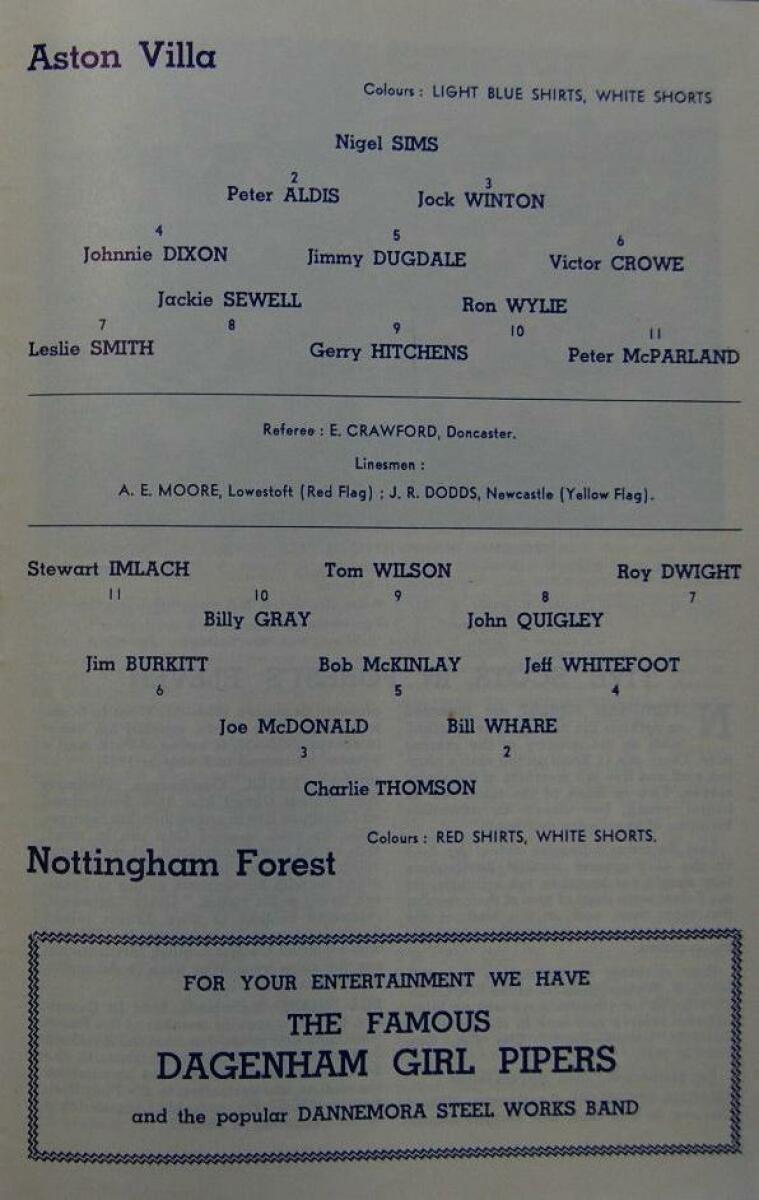 Aston Villa
Colours : LIGHT BLUE SHIRTS, WHITE SHORTS
Nigel SIMS
2 3
Peter ALDIS Jock WINTON
4 5 6
Johnnie DIXON Jimmy DUGDALE Victor CROWE
Jackie SEWELL Ron WYLIE
7 8 9 10 11
Leslie SMITH Gerry HITCHENS Peter McPARLAND
Referee : E. CRAWFORD, Doncaster.
Linesmen :
A. E. MOORE, Lowestoft (Red Flag) ; J. R. DODDS, Newcastle (Yellow Flag).
Stewart IMLACH Tom WILSON Roy DWIGHT
11 10 9 8 7
Billy GRAY John QUIGLEY
Jim BURKITT Bob McKINLAY Jeff WHITEFOOT
6 5 4
Joe McDONALD Bill WHARE
3 2
Charlie THOMSON
Colours : RED SHIRTS, WHITE SHORTS.
Nottingham Forest
FOR YOUR ENTERTAINMENT WE HAVE
THE FAMOUS
DAGENHAM GIRL PIPERS
and the popular DANNEMORA STEEL WORKS BAND